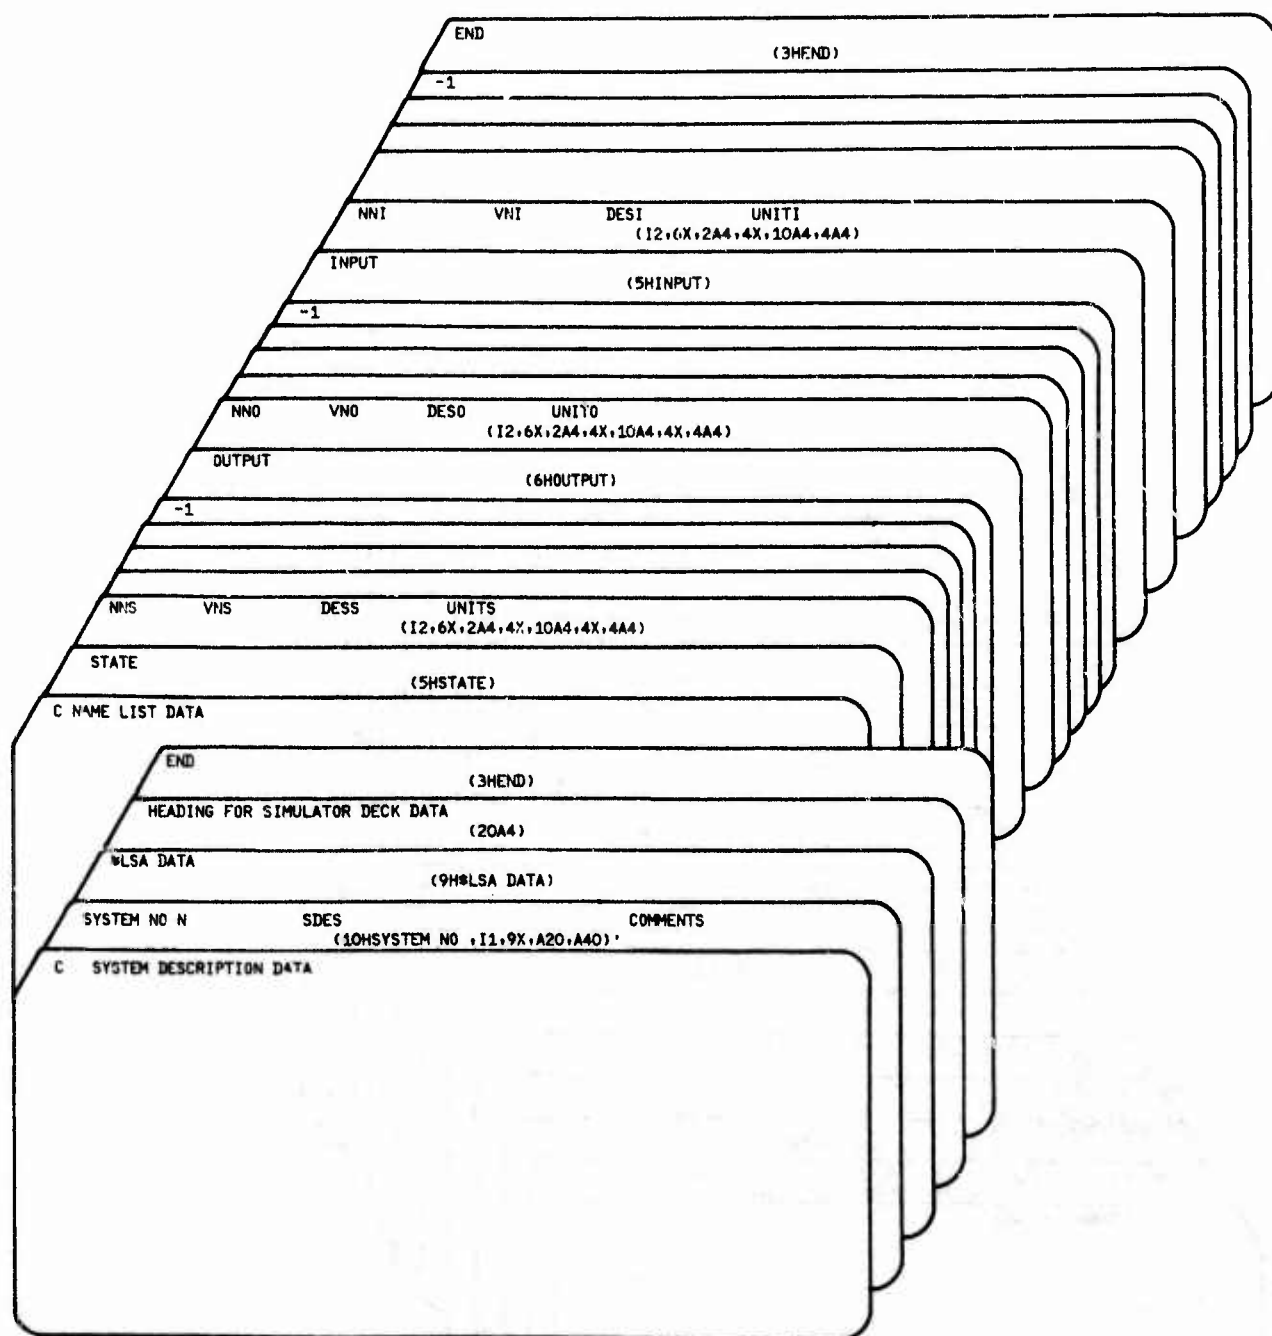 END
(3HEND)
-1
NNI VNI DESI UNITI
(I2,6X,2A4,4X,10A4,4A4)
INPUT
(5HINPUT)
-1
NNO VNO DESO UNITO
(I2,6X,2A4,4X,10A4,4X,4A4)
OUTPUT
(6HOUTPUT)
-1
NNS VNS DESS UNITS
(I2,6X,2A4,4X,10A4,4X,4A4)
STATE
(5HSTATE)
C NAME LIST DATA
END
(3HEND)
HEADING FOR SIMULATOR DECK DATA
(20A4)
$LSA DATA
(9H$LSA DATA)
SYSTEM NO N SDES COMMENTS
(10HSYSTEM NO ,I1,9X,A20,A40)'
C SYSTEM DESCRIPTION DATA